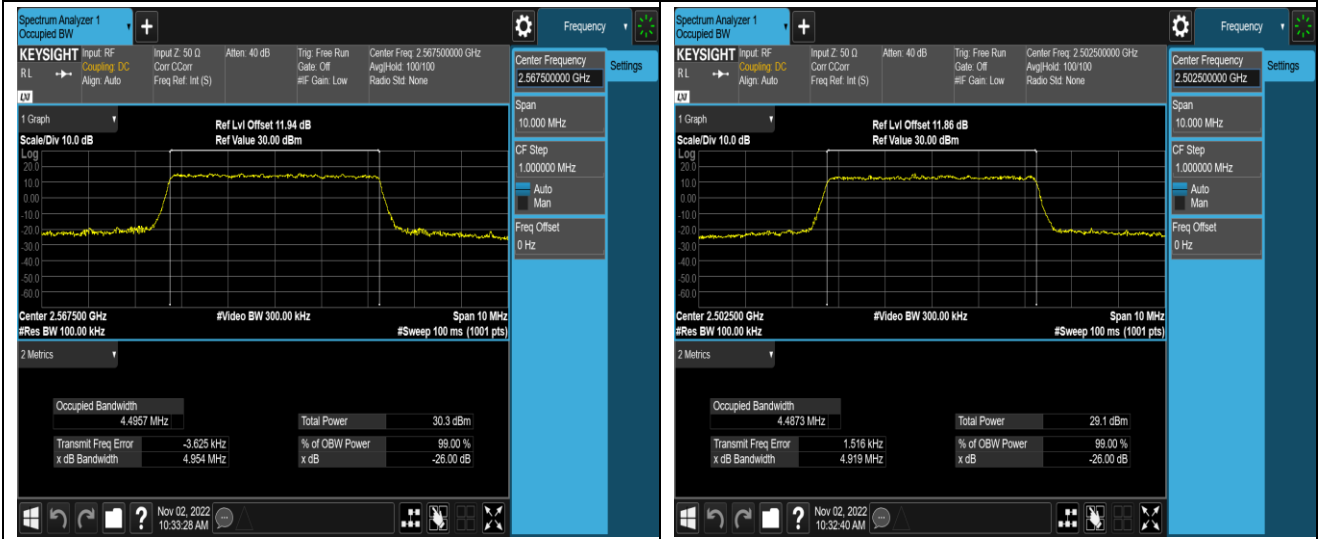 Spectrum Analyzer 1
Occupied BW
Frequency
KEYSIGHT Input: RF Input Z: 50 Ω Atten: 40 dB Trig: Free Run Center Freq: 2.567500000 GHz
Coupling: DC Corr CCorr Gate: Off Avg|Hold: 100/100
RL Align: Auto Freq Ref: Int (S) #IF Gain: Low Radio Std: None
LXI
Center Frequency
2.567500000 GHz
Settings
Span
10.000 MHz
CF Step
1.000000 MHz
Auto
Man
Freq Offset
0 Hz
1 Graph
Ref Lvl Offset 11.94 dB
Scale/Div 10.0 dB Ref Value 30.00 dBm
Log
20.0
10.0
0.00
-10.0
-20.0
-30.0
-40.0
-50.0
-60.0
Center 2.567500 GHz #Video BW 300.00 kHz Span 10 MHz
#Res BW 100.00 kHz #Sweep 100 ms (1001 pts)
2 Metrics
Occupied Bandwidth
4.4957 MHz Total Power 30.3 dBm
Transmit Freq Error -3.625 kHz % of OBW Power 99.00 %
x dB Bandwidth 4.954 MHz x dB -26.00 dB
Nov 02, 2022
10:33:28 AM
Spectrum Analyzer 1
Occupied BW
Frequency
KEYSIGHT Input: RF Input Z: 50 Ω Atten: 40 dB Trig: Free Run Center Freq: 2.502500000 GHz
Coupling: DC Corr CCorr Gate: Off Avg|Hold: 100/100
RL Align: Auto Freq Ref: Int (S) #IF Gain: Low Radio Std: None
LXI
Center Frequency
2.502500000 GHz
Settings
Span
10.000 MHz
CF Step
1.000000 MHz
Auto
Man
Freq Offset
0 Hz
1 Graph
Ref Lvl Offset 11.86 dB
Scale/Div 10.0 dB Ref Value 30.00 dBm
Log
20.0
10.0
0.00
-10.0
-20.0
-30.0
-40.0
-50.0
-60.0
Center 2.502500 GHz #Video BW 300.00 kHz Span 10 MHz
#Res BW 100.00 kHz #Sweep 100 ms (1001 pts)
2 Metrics
Occupied Bandwidth
4.4873 MHz Total Power 29.1 dBm
Transmit Freq Error 1.516 kHz % of OBW Power 99.00 %
x dB Bandwidth 4.919 MHz x dB -26.00 dB
Nov 02, 2022
10:32:40 AM